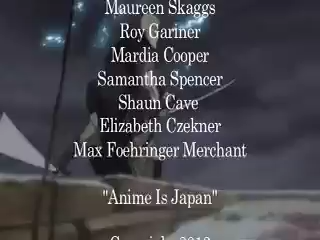 Maureen Skaggs
Roy Gariner
Mardia Cooper
Samantha Spencer
Shaun Cave
Elizabeth Czekner
Max Foehringer Merchant
"Anime Is Japan"